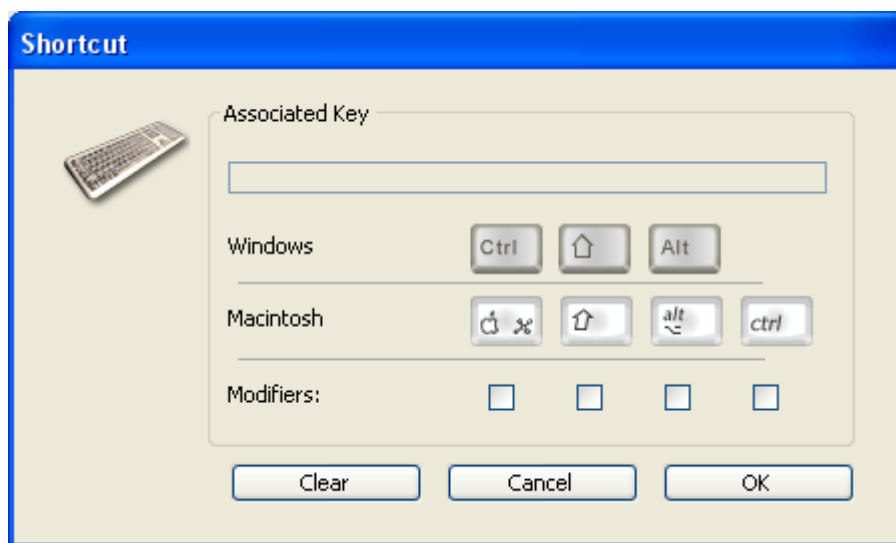 Shortcut
Associated Key
Windows Ctrl Alt
Macintosh alt ctrl
Modifiers:
Clear Cancel OK